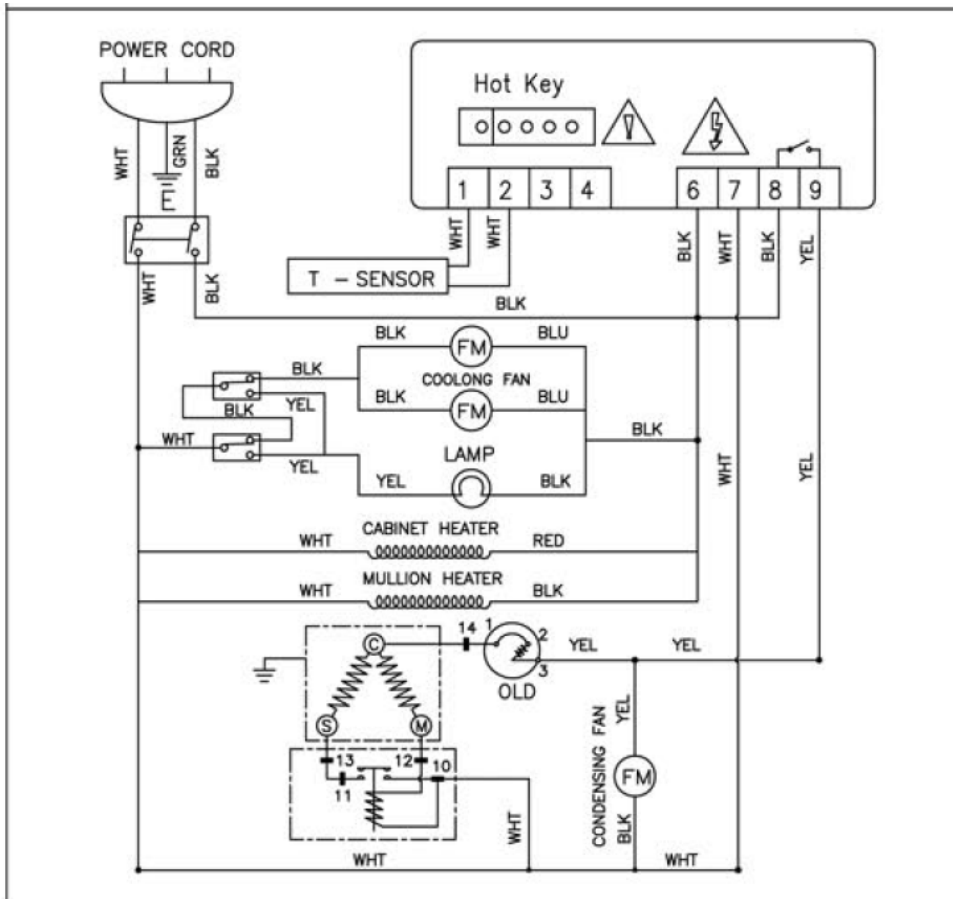 POWER CORD
Hot Key
WHT
GRN
BLK
E
1 2 3 4
6 7 8 9
WHT
WHT
BLK
WHT
BLK
YEL
T - SENSOR
WHT
BLK
BLK
BLK
FM
BLU
BLK
COOLONG FAN
YEL
BLK
FM
BLU
BLK
BLK
WHT
LAMP
YEL
YEL
BLK
WHT
YEL
CABINET HEATER
WHT
RED
MULLION HEATER
WHT
BLK
C
14
1
2
3
YEL
YEL
OLD
S
M
YEL
CONDENSING FAN
FM
BLK
13
12
10
11
WHT
WHT
WHT